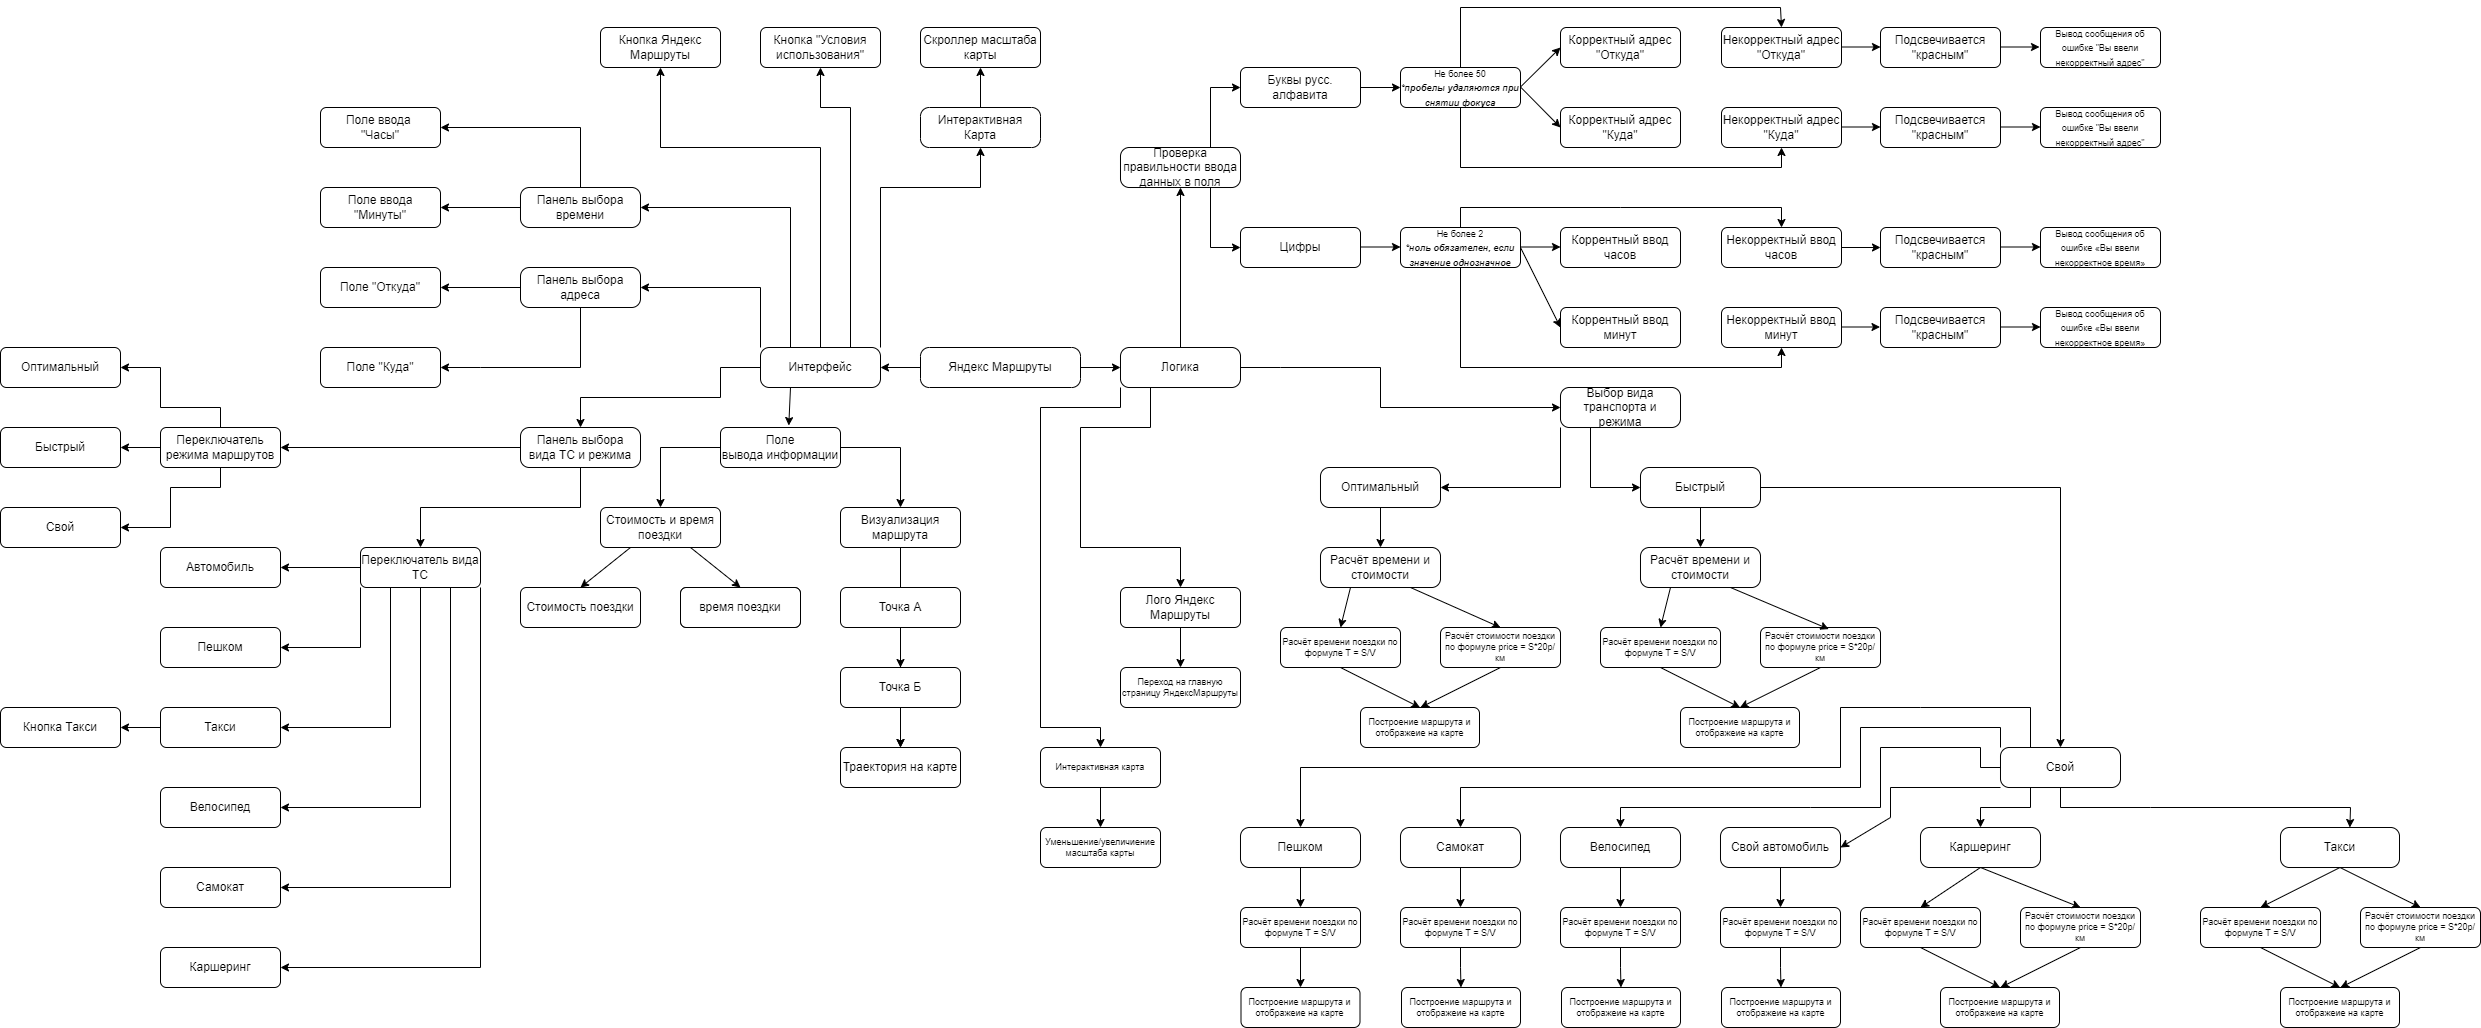 Кнопка Яндекс
Маршруты
Кнопка "Условия
использования"
Скроллер масштаба
карты
Корректный адрес
"Откуда"
Некорректный адрес
"Откуда"
Подсвечивается
"красным"
Вывод сообщения об
ошибке "Вы ввели
некорректный адрес"
Буквы русс.
алфавита
Не более 50
*пробелы удаляются при
снятии фокуса
Поле ввода
"Часы"
Интерактивная
Карта
Корректный адрес
"Куда"
Некорректный адрес
"Куда"
Подсвечивается
"красным"
Вывод сообщения об
ошибке "Вы ввели
некорректный адрес"
Проверка
правильности ввода
данных в поля
Поле ввода
"Минуты"
Панель выбора
времени
Цифры
Не более 2
*ноль обязателен, если
значение однозначное
Коррентный ввод
часов
Некорректный ввод
часов
Подсвечивается
"красным"
Вывод сообщения об
ошибке «Вы ввели
некорректное время»
Поле "Откуда"
Панель выбора
адреса
Коррентный ввод
минут
Некорректный ввод
минут
Подсвечивается
"красным"
Вывод сообщения об
ошибке «Вы ввели
некорректное время»
Оптимальный
Поле "Куда"
Интерфейс
Яндекс Маршруты
Логика
Выбор вида
транспорта и
режима
Быстрый
Переключатель
режима маршрутов
Панель выбора
вида ТС и режима
Поле
вывода информации
Оптимальный
Быстрый
Свой
Стоимость и время
поездки
Визуализация
маршрута
Автомобиль
Переключатель вида
ТС
Расчёт времени и
стоимости
Расчёт времени и
стоимости
Стоимость поездки
время поездки
Точка А
Лого Яндекс
Маршруты
Пешком
Расчёт времени поездки по
формуле T = S/V
Расчёт стоимости поездки
по формуле price = S*20р/
км
Расчёт времени поездки по
формуле T = S/V
Расчёт стоимости поездки
по формуле price = S*20р/
км
Точка Б
Переход на главную
страницу ЯндексМаршруты
Кнопка Такси
Такси
Построение маршрута и
отображеие на карте
Построение маршрута и
отображеие на карте
Траектория на карте
Интерактивная карта
Свой
Велосипед
Уменьшение/увеличиение
масштаба карты
Пешком
Самокат
Велосипед
Свой автомобиль
Каршеринг
Такси
Самокат
Расчёт времени поездки по
формуле T = S/V
Расчёт времени поездки по
формуле T = S/V
Расчёт времени поездки по
формуле T = S/V
Расчёт времени поездки по
формуле T = S/V
Расчёт времени поездки по
формуле T = S/V
Расчёт стоимости поездки
по формуле price = S*20р/
км
Расчёт времени поездки по
формуле T = S/V
Расчёт стоимости поездки
по формуле price = S*20р/
км
Каршеринг
Построение маршрута и
отображеие на карте
Построение маршрута и
отображеие на карте
Построение маршрута и
отображеие на карте
Построение маршрута и
отображеие на карте
Построение маршрута и
отображеие на карте
Построение маршрута и
отображеие на карте